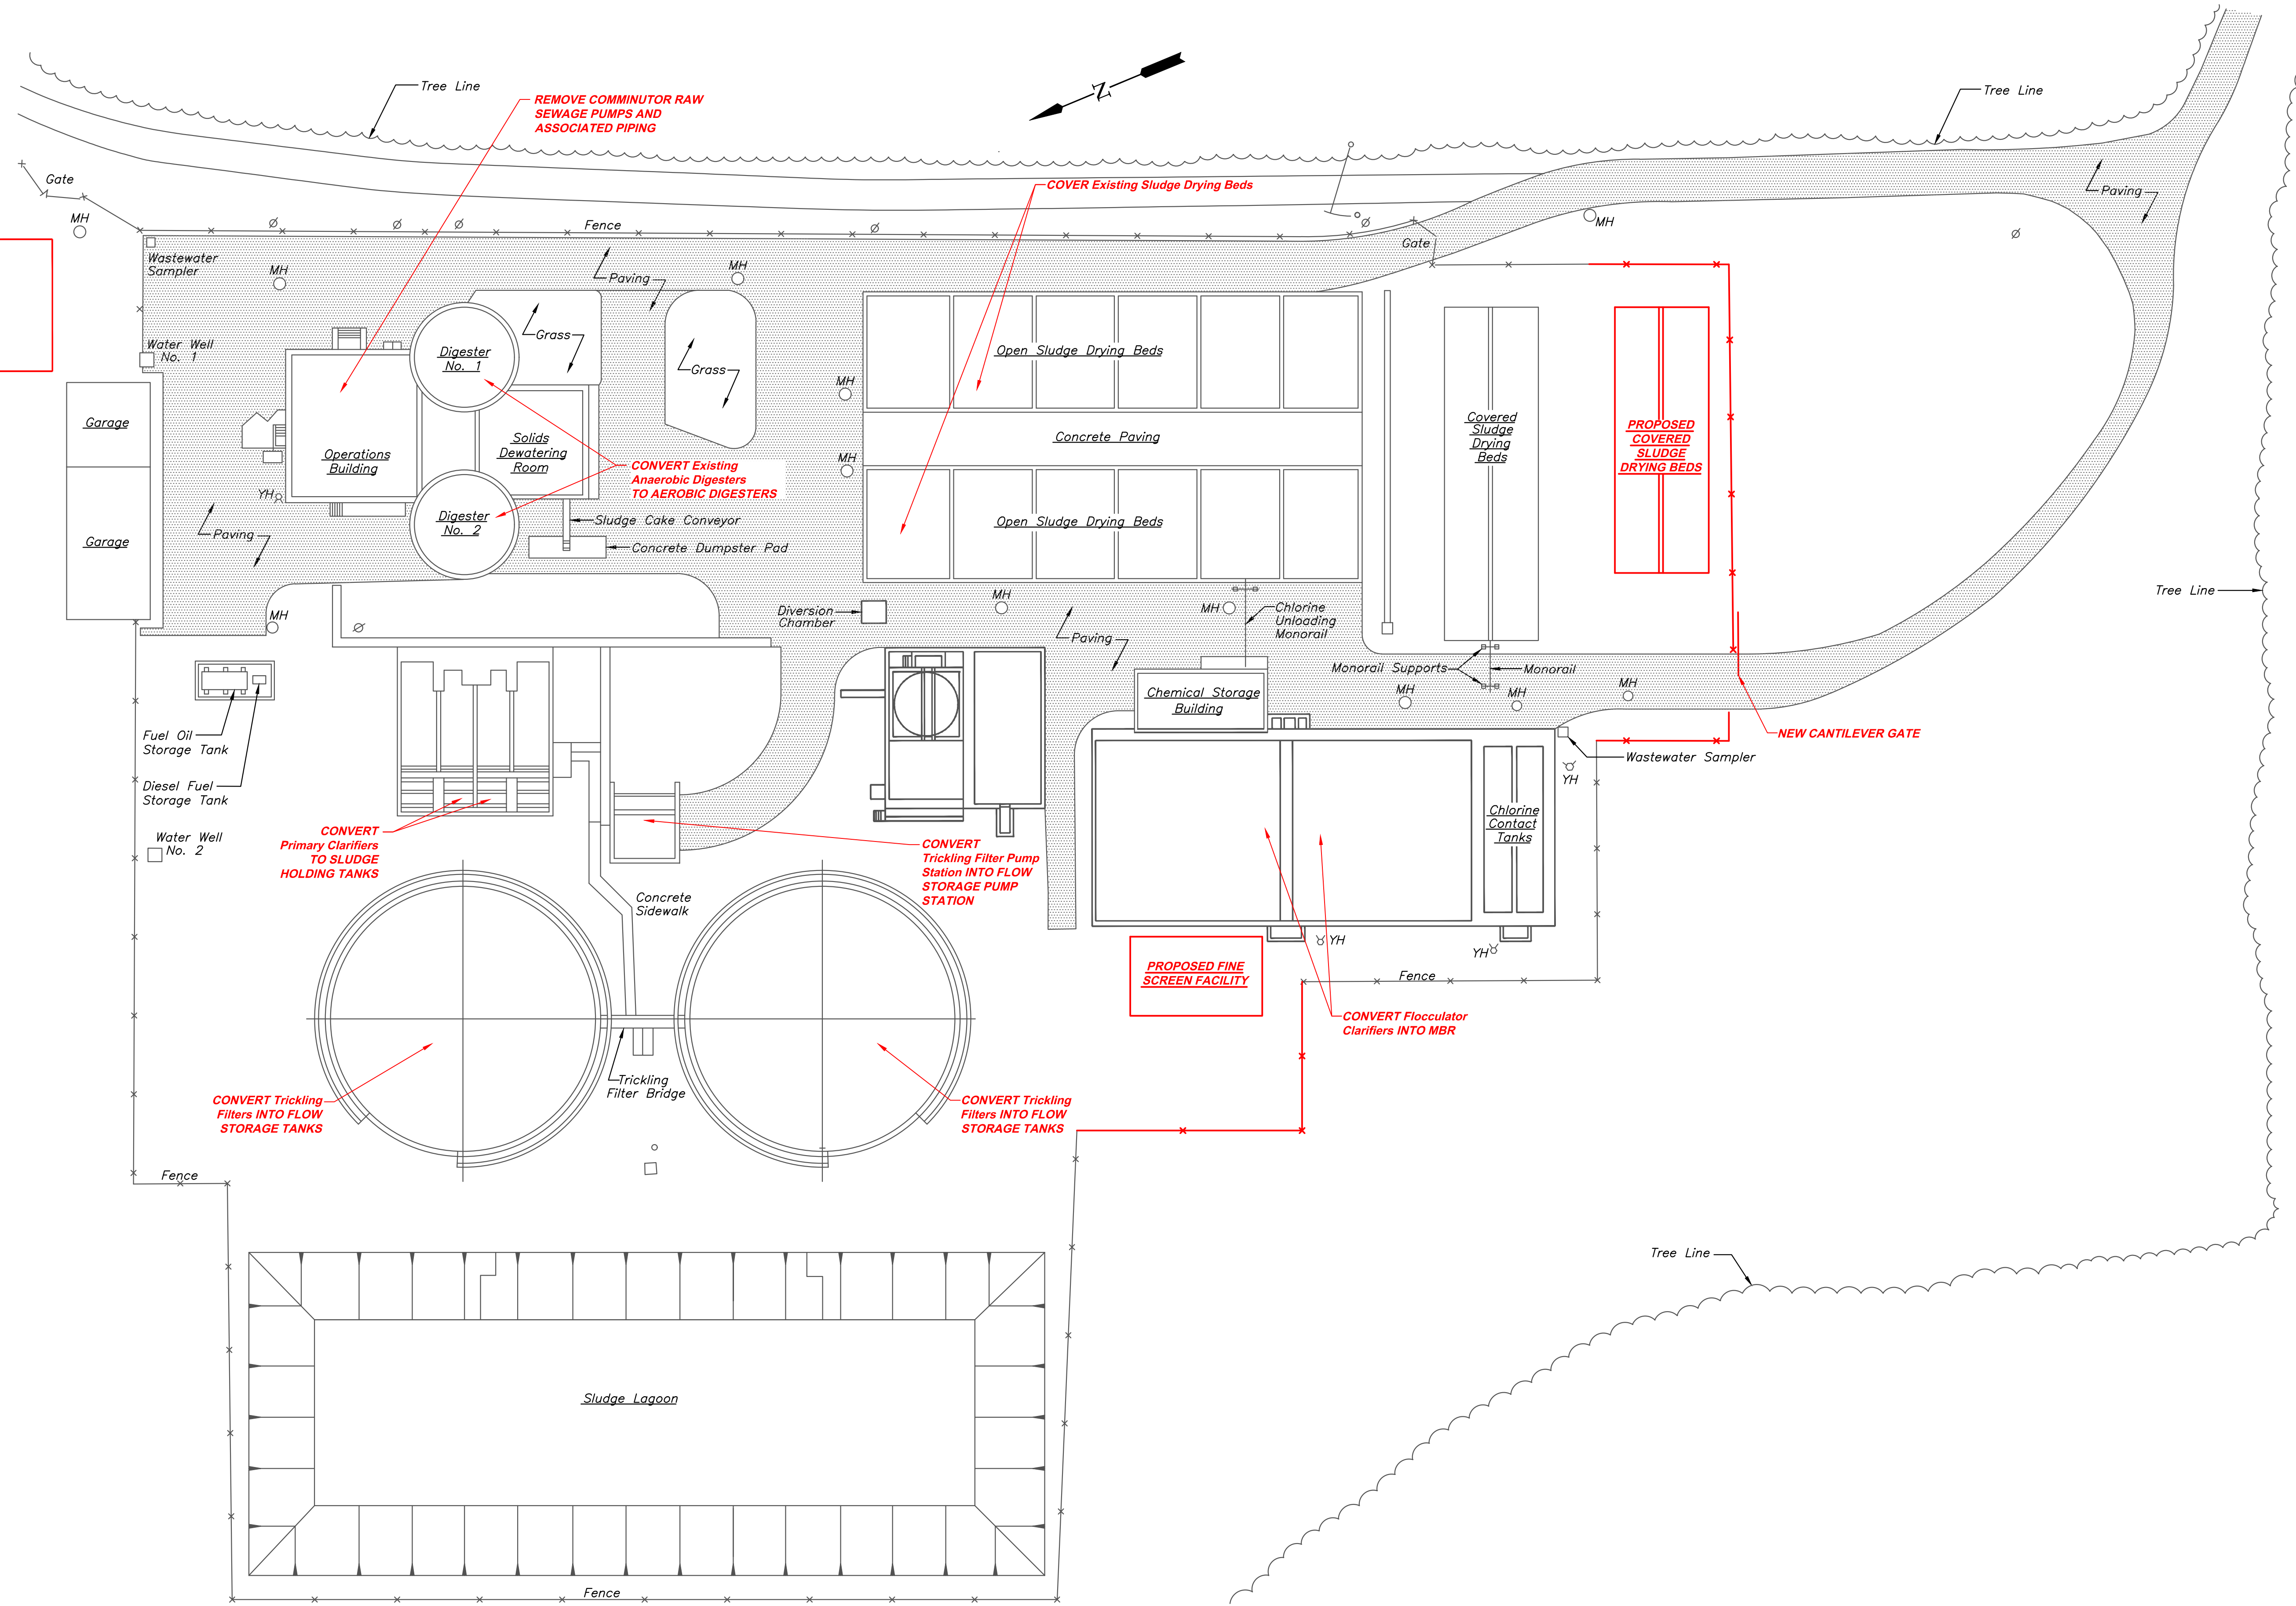 Tree Line
REMOVE COMMINUTOR RAW
SEWAGE PUMPS AND
ASSOCIATED PIPING
N
Tree Line
Gate
MH
COVER Existing Sludge Drying Beds
Paving
Fence
MH
Gate
Wastewater
Sampler
MH
MH
Paving
Water Well
No. 1
Digester
No. 1
Grass
Grass
Open Sludge Drying Beds
MH
Garage
Operations
Building
Solids
Dewatering
Room
Concrete Paving
Covered
Sludge
Drying
Beds
PROPOSED
COVERED
SLUDGE
DRYING BEDS
MH
CONVERT Existing
Anaerobic Digesters
TO AEROBIC DIGESTERS
YH
Digester
No. 2
Sludge Cake Conveyor
Open Sludge Drying Beds
Garage
Paving
Concrete Dumpster Pad
Tree Line
MH
Diversion
Chamber
MH
MH
Chlorine
Unloading
Monorail
Paving
Monorail Supports
Monorail
MH
MH
MH
Chemical Storage
Building
Fuel Oil
Storage Tank
NEW CANTILEVER GATE
Wastewater Sampler
YH
Diesel Fuel
Storage Tank
Chlorine
Contact
Tanks
Water Well
No. 2
CONVERT
Primary Clarifiers
TO SLUDGE
HOLDING TANKS
CONVERT
Trickling Filter Pump
Station INTO FLOW
STORAGE PUMP
STATION
Concrete
Sidewalk
YH
YH
PROPOSED FINE
SCREEN FACILITY
Fence
CONVERT Flocculator
Clarifiers INTO MBR
Trickling
Filter Bridge
CONVERT Trickling
Filters INTO FLOW
STORAGE TANKS
CONVERT Trickling
Filters INTO FLOW
STORAGE TANKS
Fence
Tree Line
Sludge Lagoon
Fence